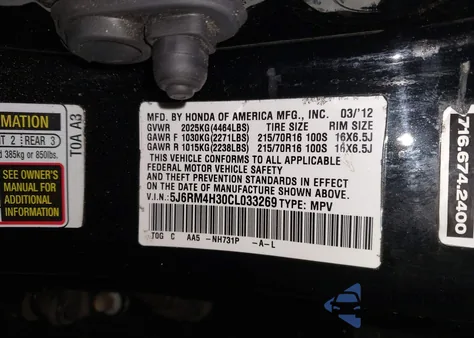 RMATION
T 2 REAR 3
d 385kg or 850lbs.
SEE OWNER'S
MANUAL FOR
ADDITIONAL
INFORMATION
T0A A3
MFD. BY HONDA OF AMERICA MFG., INC. 03/'12
GVWR 2025KG(4464LBS) TIRE SIZE RIM SIZE
GAWR F 1030KG(2271LBS) 215/70R16 100S 16X6.5J
GAWR R 1015KG(2238LBS) 215/70R16 100S 16X6.5J
THIS VEHICLE CONFORMS TO ALL APPLICABLE
FEDERAL MOTOR VEHICLE SAFETY
AND THEFT PREVENTION STANDARDS IN EFFECT
ON THE DATE OF MANUFACTURE SHOWN ABOVE.
V.I.N.: 5J6RM4H30CL033269 TYPE: MPV
T0G C AA5 -NH731P -A-L
716.6774.2400